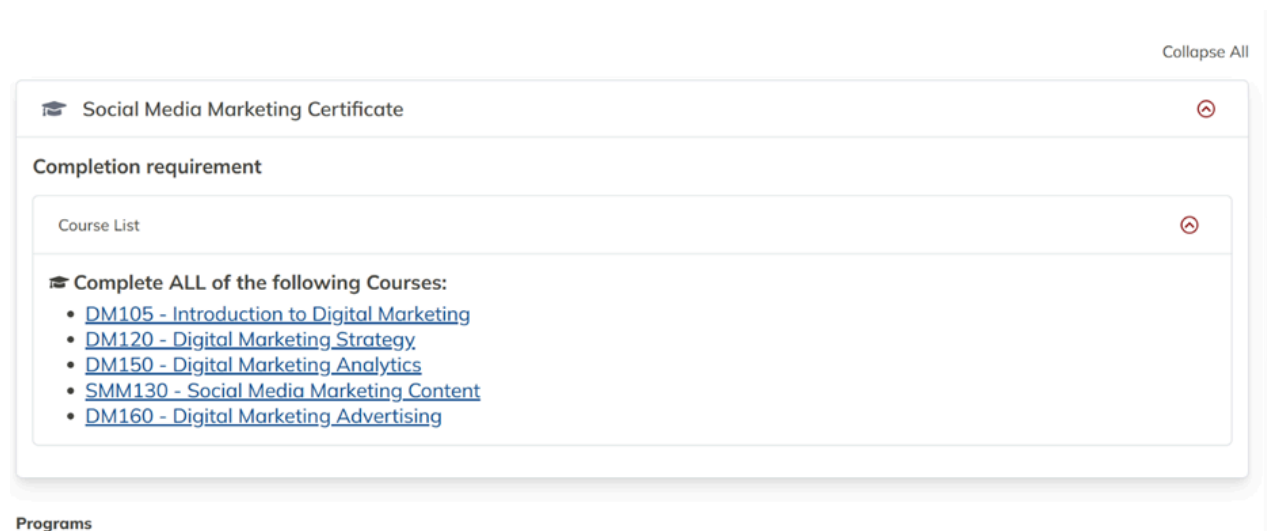 Collapse All
Social Media Marketing Certificate
Completion requirement
Course List
Complete ALL of the following Courses:
DM105 - Introduction to Digital Marketing
DM120 - Digital Marketing Strategy
DM150 - Digital Marketing Analytics
SMM130 - Social Media Marketing Content
DM160 - Digital Marketing Advertising
Programs